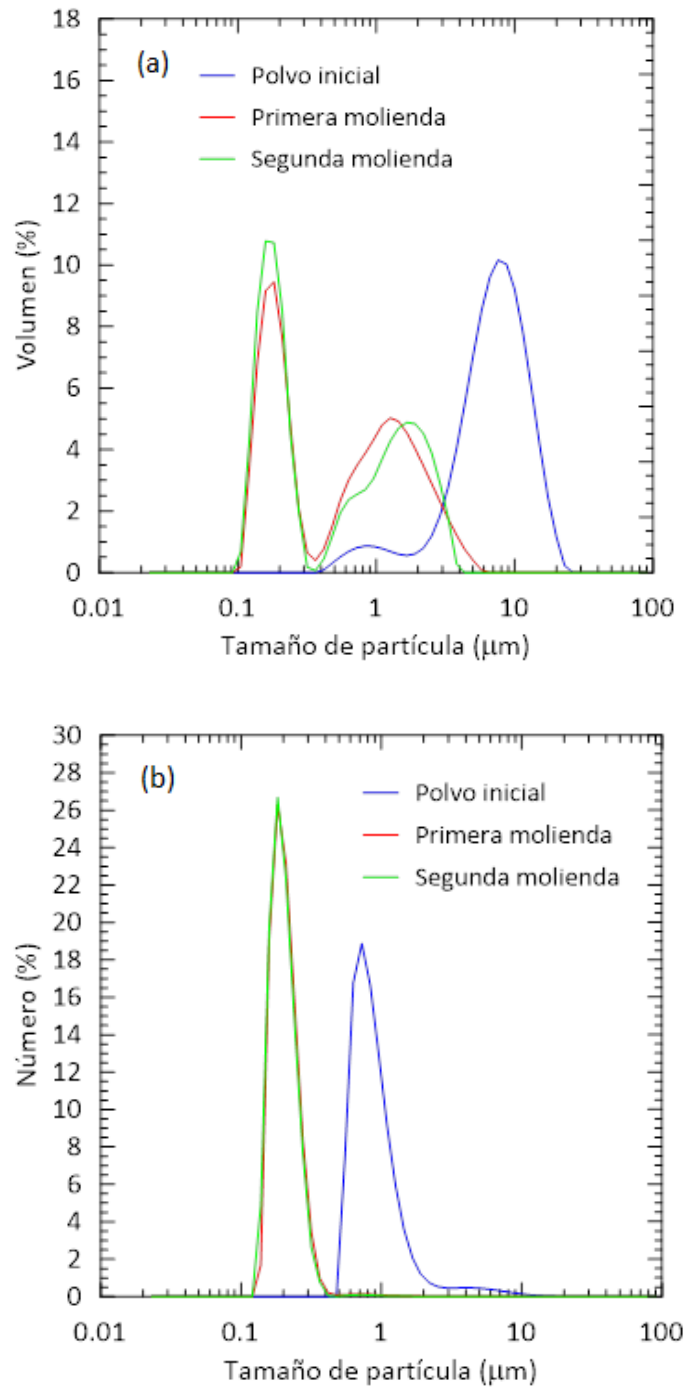 18
(a)
Polvo inicial
16
Primera molienda
14
Segunda molienda
12
10
8
6
4
2
0
Volumen (%)
0.01 0.1 1 10 100
Tamaño de partícula (μm)
30
28
(b)
Polvo inicial
26
Primera molienda
24
Segunda molienda
22
20
18
16
14
12
10
8
6
4
2
0
Número (%)
0.01 0.1 1 10 100
Tamaño de partícula (μm)